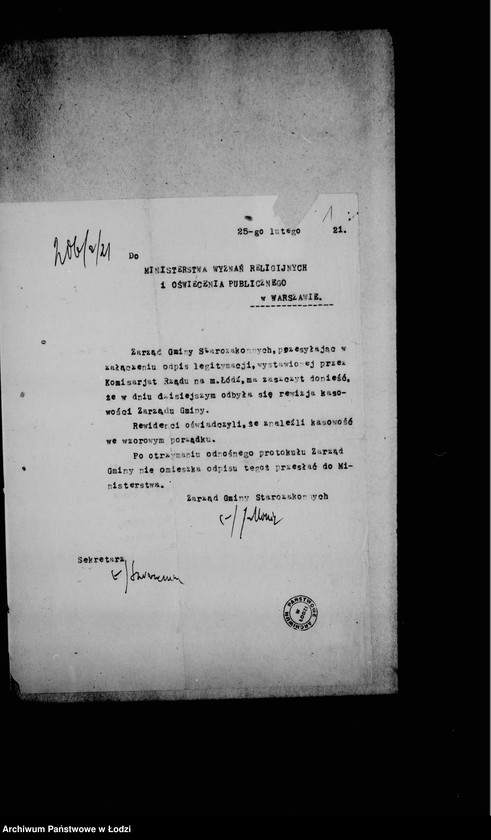 25-go lutego 21.
Do
MINISTERSTWA WYZNAŃ RELIGIJNYCH
i OŚWIECENIA PUBLICZNEGO
w WARSZAWIE.
Zarząd Gminy Starozakonnych, przesyłając w
załączeniu odpis legitymacji, wystawionej przez
Komisarjat Rządu na m.Łódź, ma zaszczyt donieść,
że w dniu dzisiejszym odbyła się rewizja kaso-
wości Zarządu Gminy.
Rewidenci oświadczyli, że znaleźli kasowość
we wzorowym porządku.
Po otrzymaniu odnośnego protokułu Zarząd
Gminy nie omieszka odpisu tegoż przesłać do Mi-
nisterstwa.
Zarząd Gminy Starozakonnych
Sekretarz
ARCHIWUM PAŃSTWOWE
W
ŁODZI
Archiwum Państwowe w Łodzi